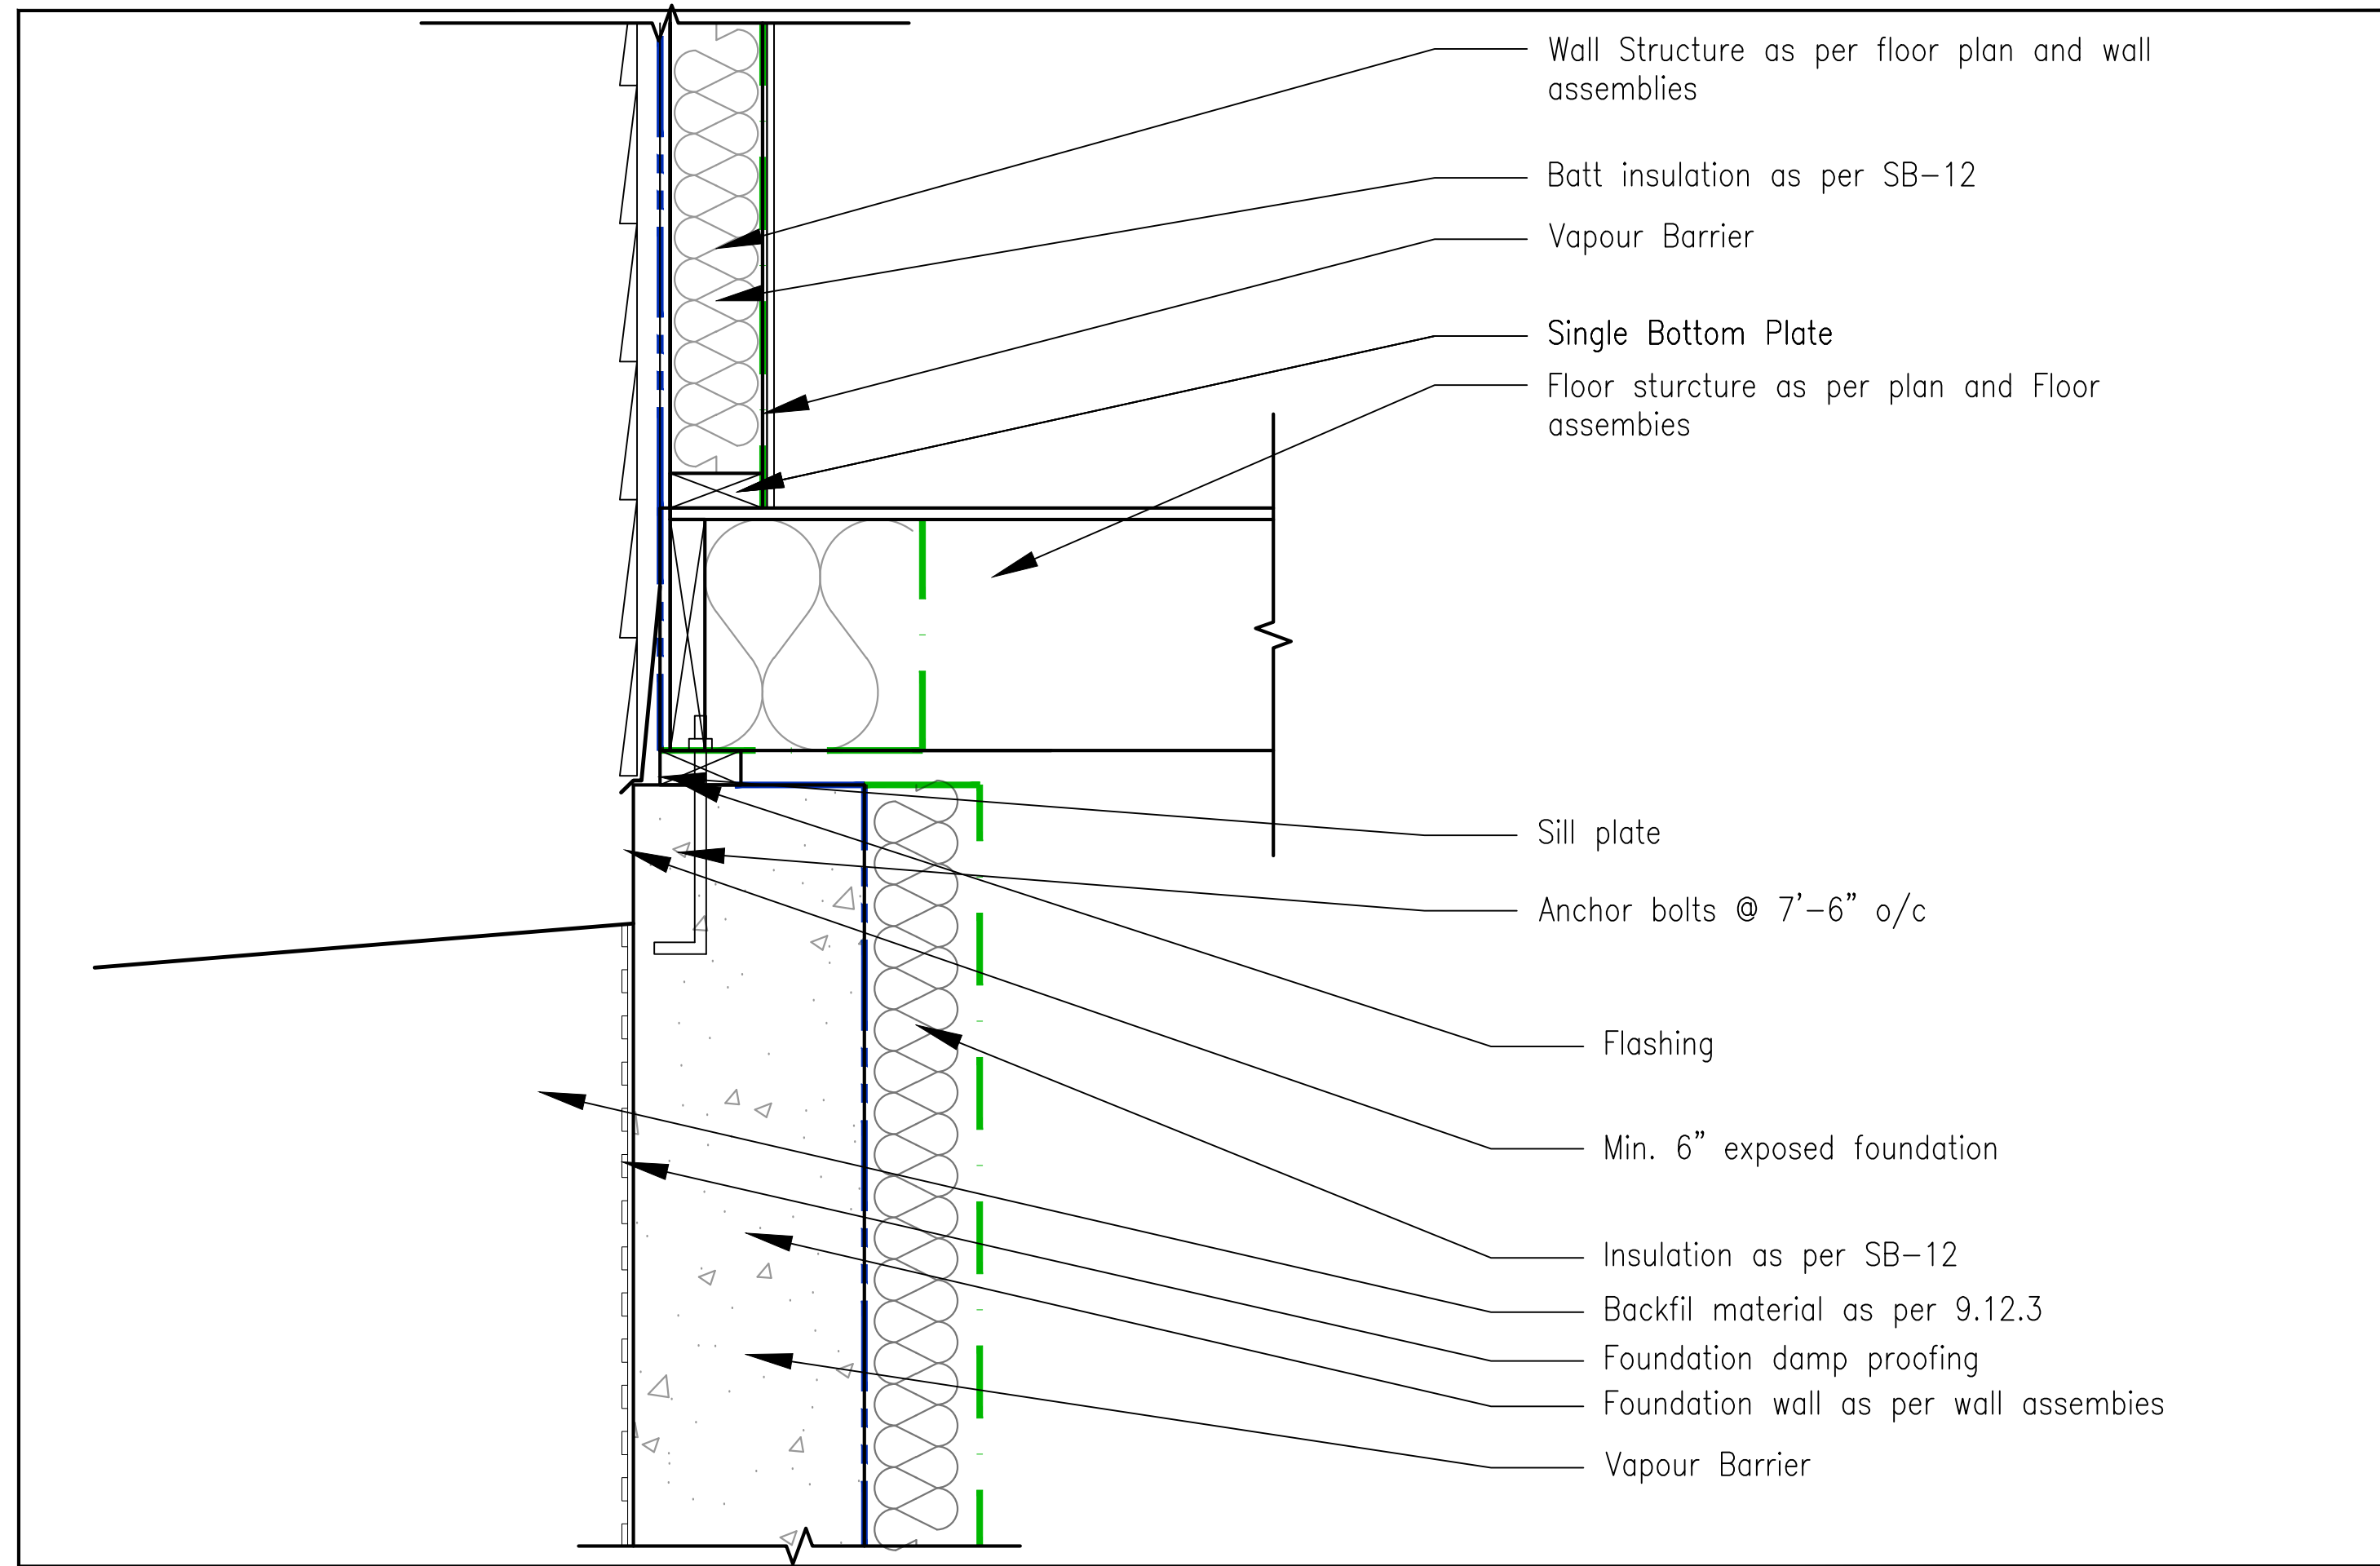 Wall Structure as per floor plan and wall
assemblies
Batt insulation as per SB-12
Vapour Barrier
Single Bottom Plate
Floor sturcture as per plan and Floor
assembies
Sill plate
Anchor bolts @ 7'-6" o/c
Flashing
Min. 6" exposed foundation
Insulation as per SB-12
Backfil material as per 9.12.3
Foundation damp proofing
Foundation wall as per wall assembies
Vapour Barrier